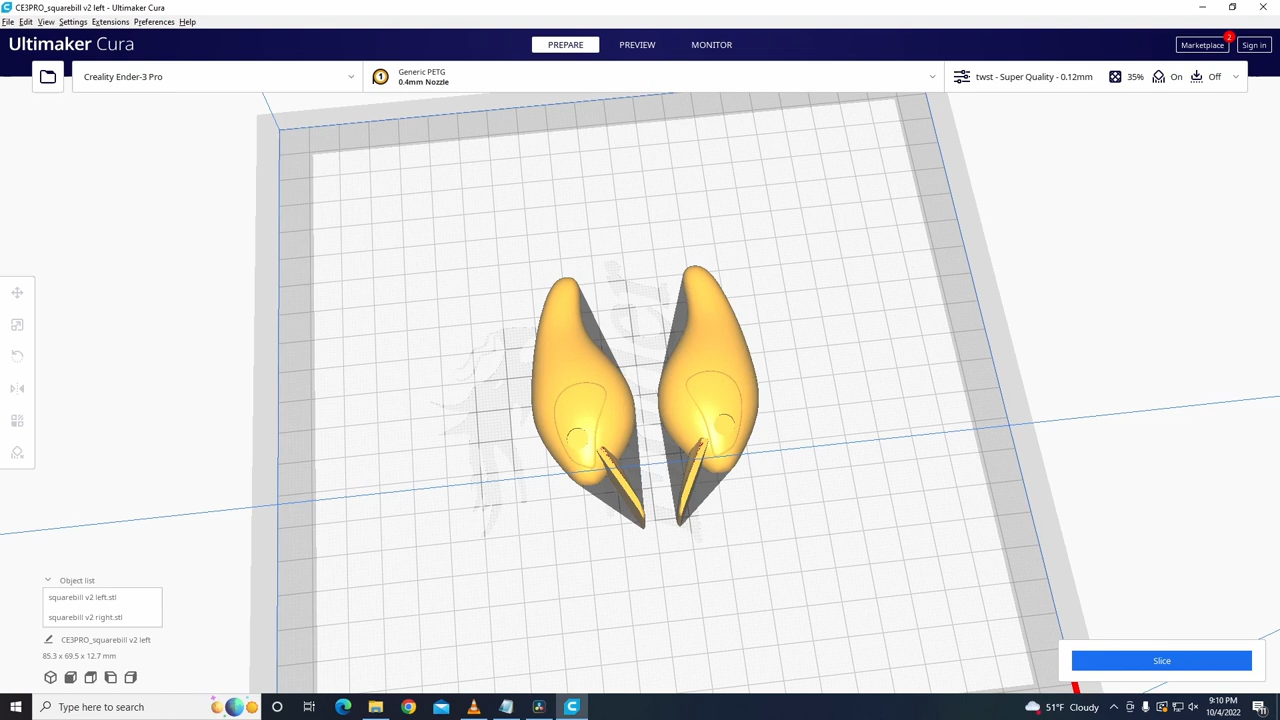 CE3PRO_squarebill v2 left - Ultimaker Cura
File Edit View Settings Extensions Preferences Help
Ultimaker Cura
PREPARE PREVIEW MONITOR
Marketplace 2 Sign in
Creality Ender-3 Pro
1 Generic PETG
0.4mm Nozzle
twst - Super Quality - 0.12mm 35% On Off
Object list
squarebill v2 left.stl
squarebill v2 right.stl
CE3PRO_squarebill v2 left
85.3 x 69.5 x 12.7 mm
Slice
Type here to search
51°F Cloudy
9:10 PM
10/4/2022